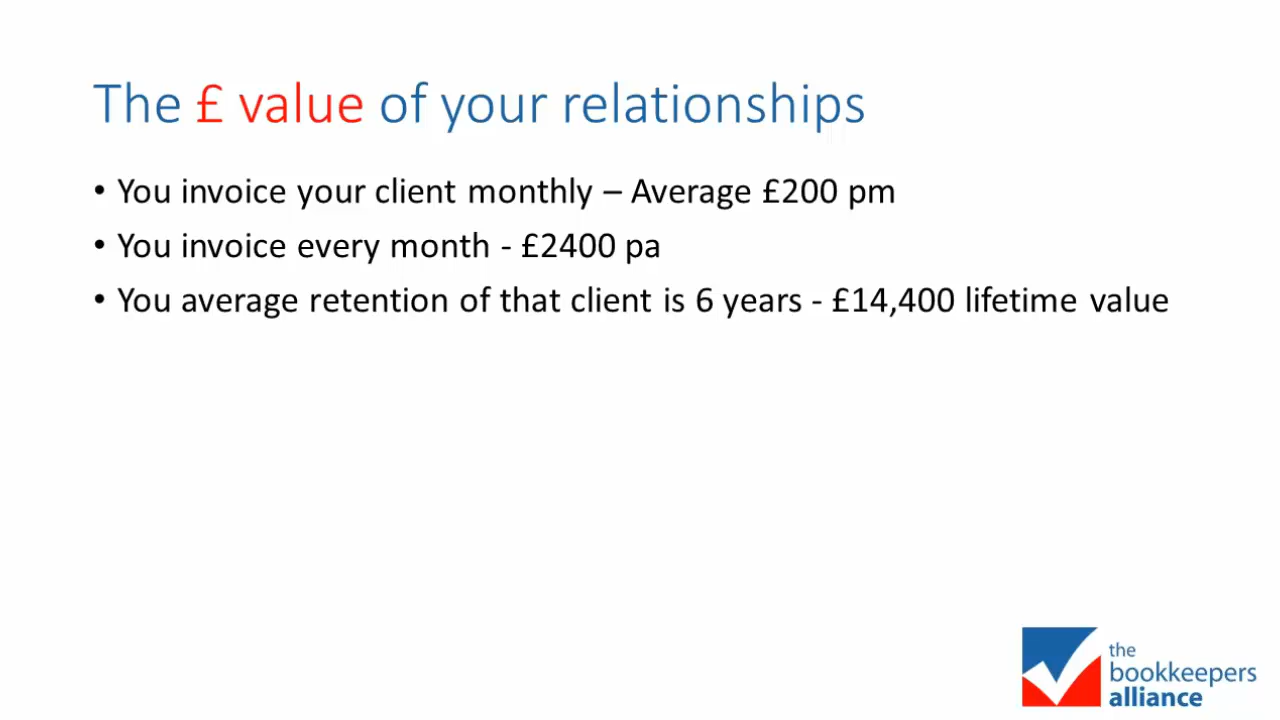 The £ value of your relationships
• You invoice your client monthly – Average £200 pm
• You invoice every month - £2400 pa
• You average retention of that client is 6 years - £14,400 lifetime value
the
bookkeepers
alliance